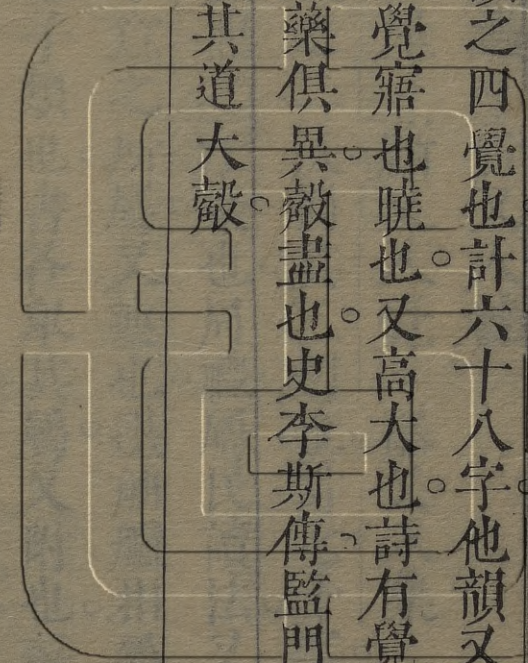 之四覺也計六十八字他韻又
覺寤也曉也。又高大也。詩有覺
藥俱異。㱿盡也。史李斯傳監門
其道大㱿。